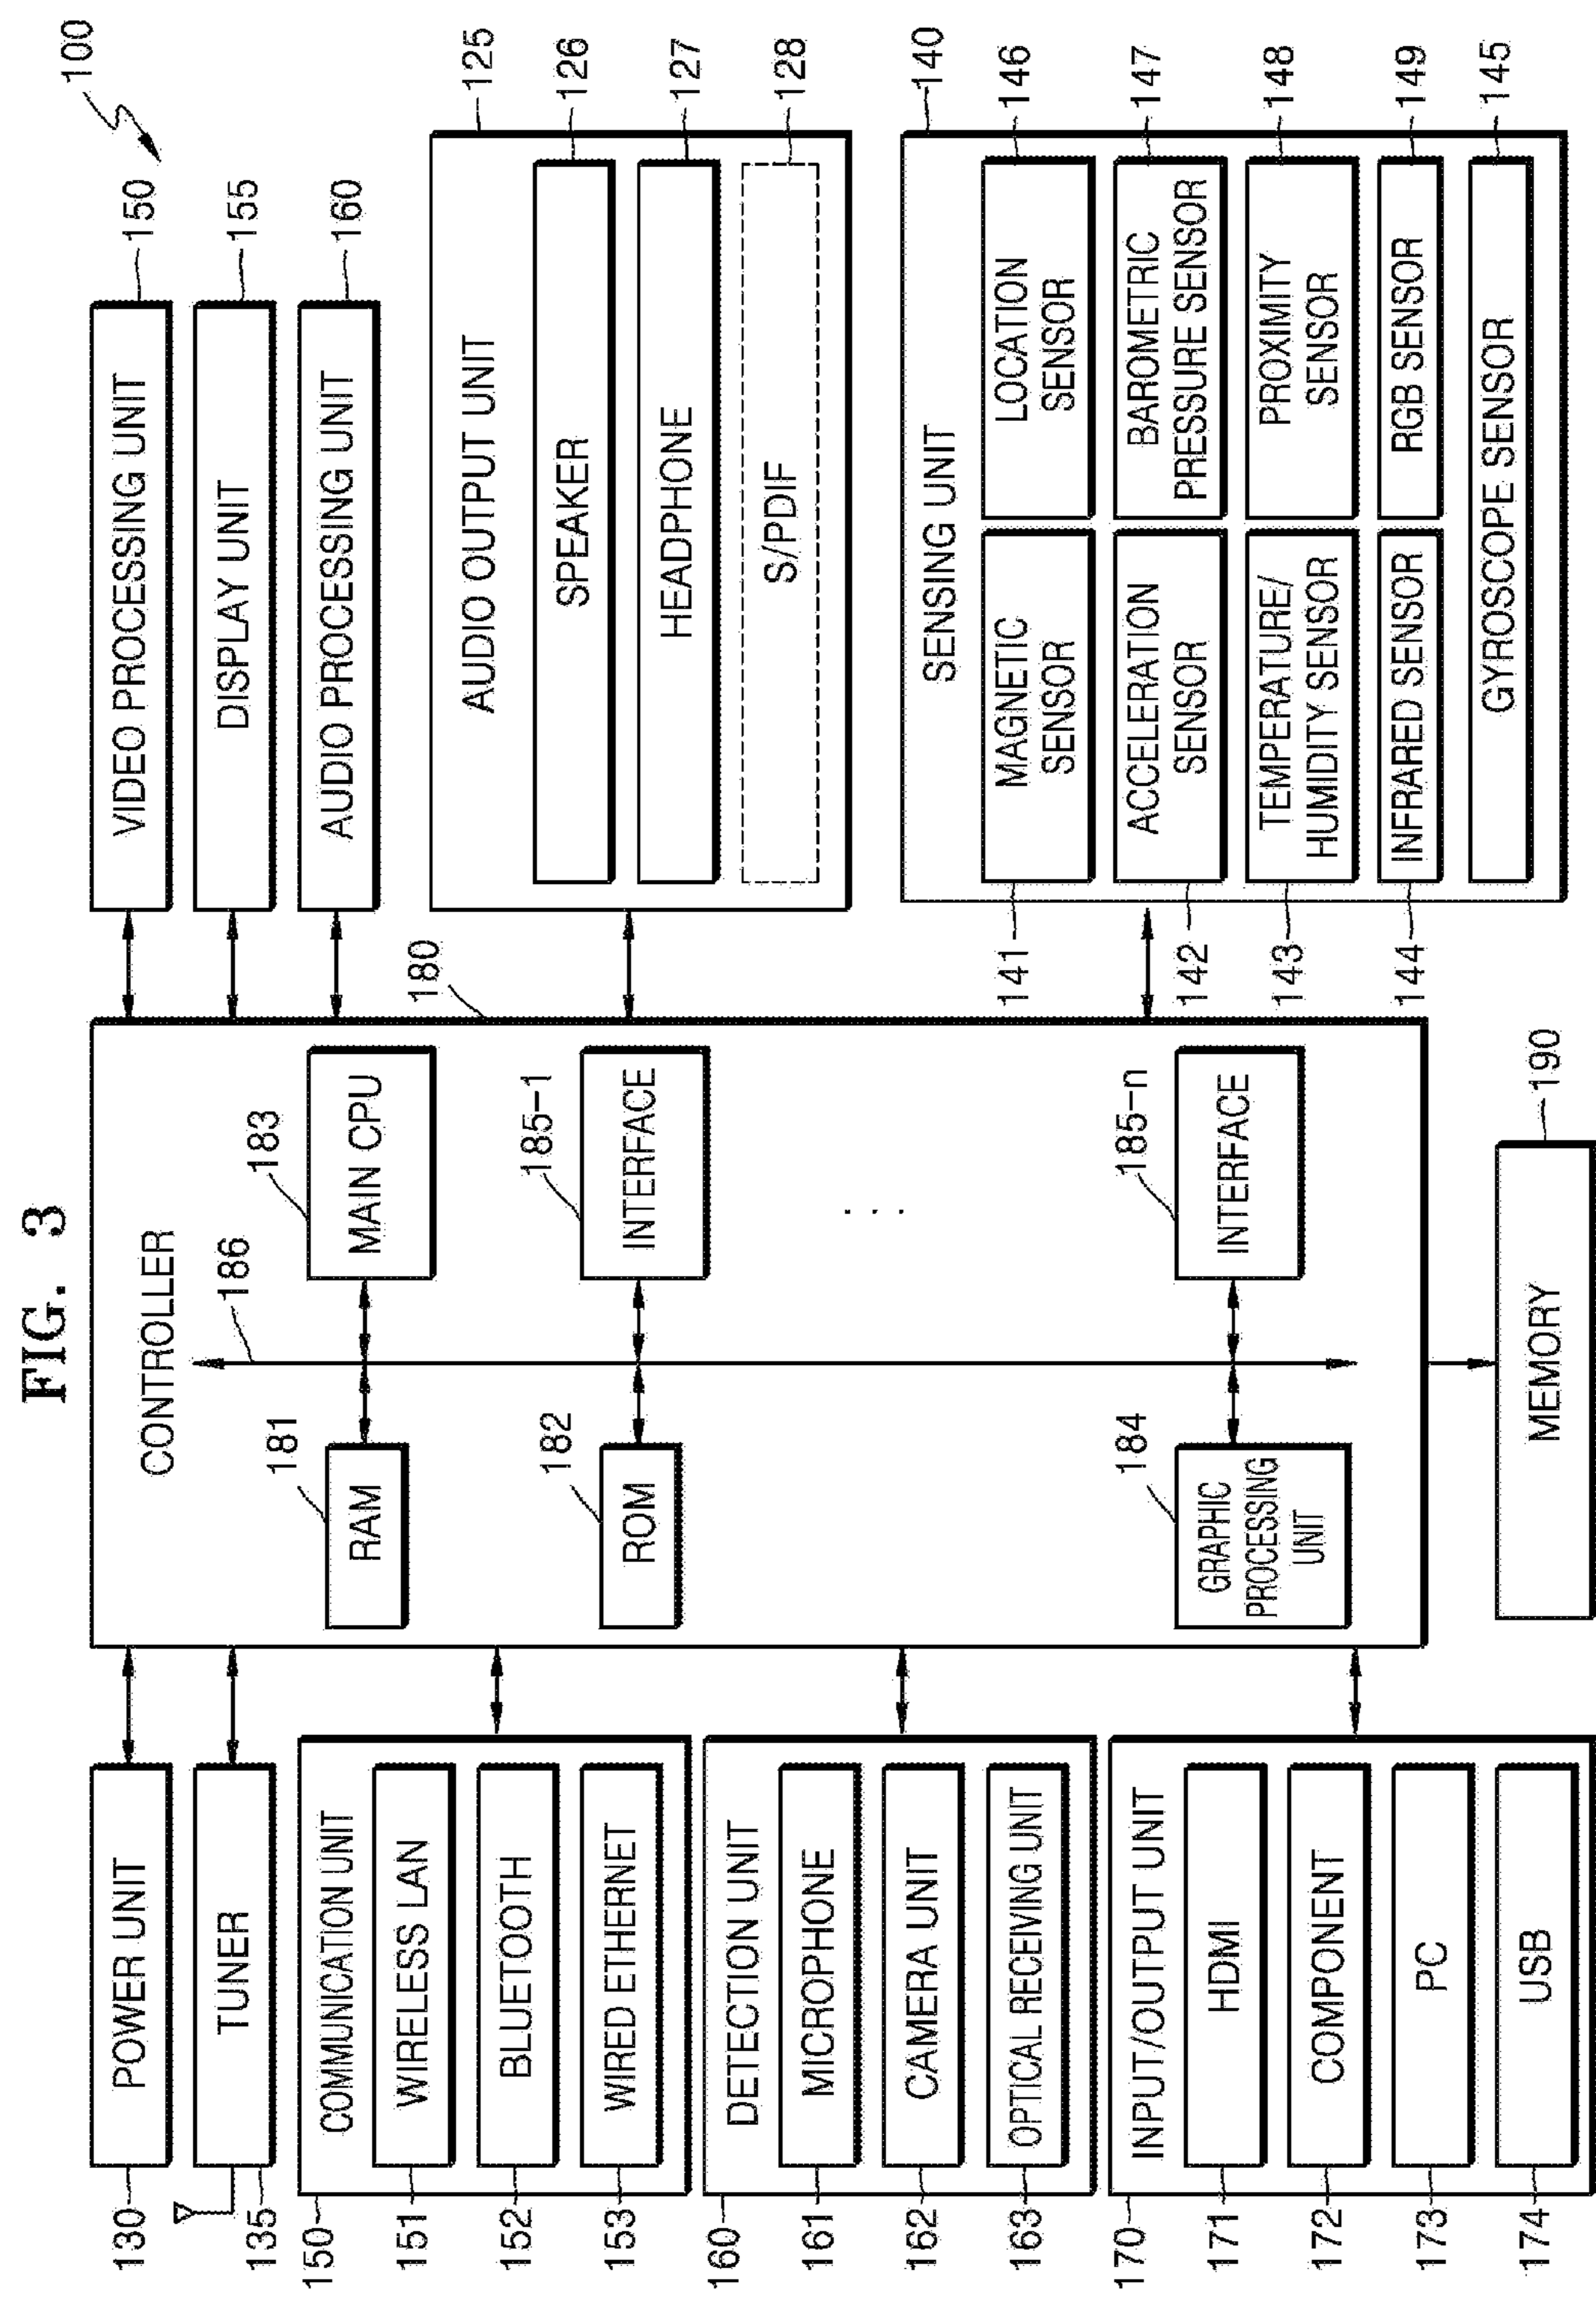 FIG. 3
100
130
POWER UNIT
135
TUNER
150
COMMUNICATION UNIT
151
WIRELESS LAN
152
BLUETOOTH
153
WIRED ETHERNET
160
DETECTION UNIT
161
MICROPHONE
162
CAMERA UNIT
163
OPTICAL RECEIVING UNIT
170
INPUT/OUTPUT UNIT
171
HDMI
172
COMPONENT
173
PC
174
USB
CONTROLLER
180
186
181
RAM
183
MAIN CPU
182
ROM
185-1
INTERFACE
. . .
184
GRAPHIC
PROCESSING
UNIT
185-n
INTERFACE
MEMORY
190
VIDEO PROCESSING UNIT
150
DISPLAY UNIT
155
AUDIO PROCESSING UNIT
160
AUDIO OUTPUT UNIT
125
SPEAKER
126
HEADPHONE
127
S/PDIF
128
SENSING UNIT
140
141
MAGNETIC
SENSOR
LOCATION
SENSOR
146
142
ACCELERATION
SENSOR
BAROMETRIC
PRESSURE SENSOR
147
143
TEMPERATURE/
HUMIDITY SENSOR
PROXIMITY
SENSOR
148
144
INFRARED SENSOR
RGB SENSOR
149
GYROSCOPE SENSOR
145